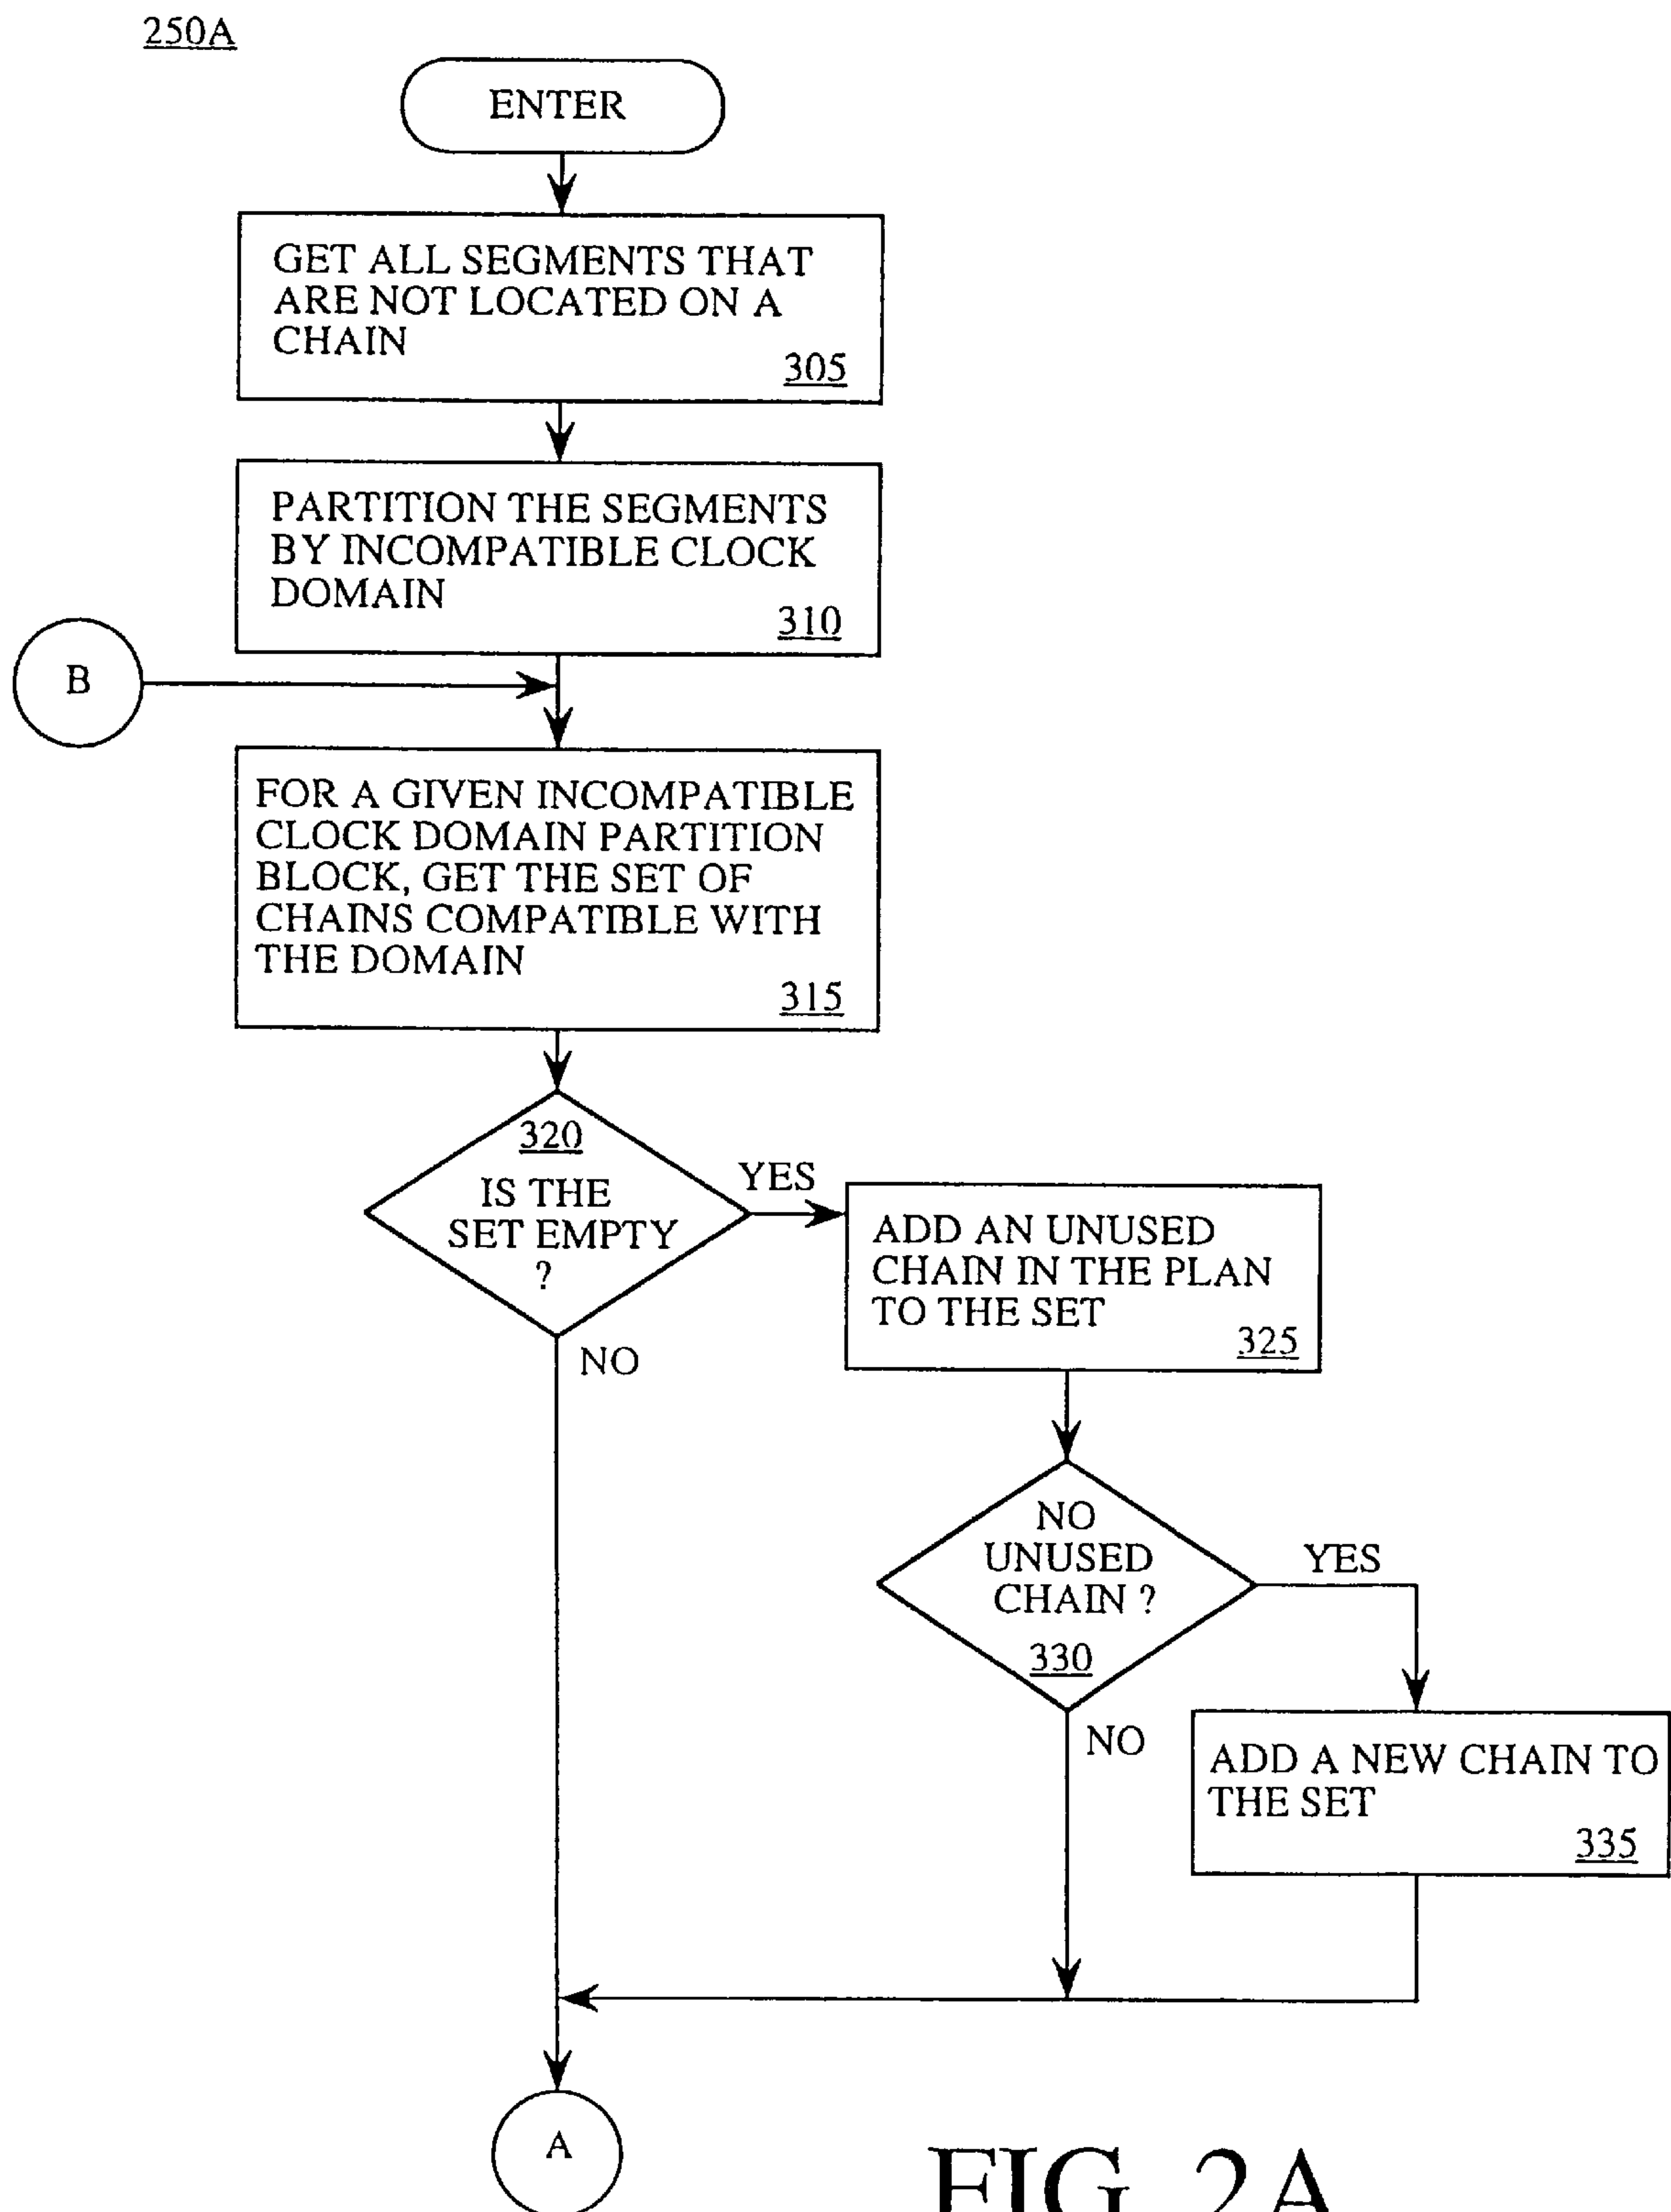 250A
ENTER
GET ALL SEGMENTS THAT
ARE NOT LOCATED ON A
CHAIN
305
PARTITION THE SEGMENTS
BY INCOMPATIBLE CLOCK
DOMAIN
310
B
FOR A GIVEN INCOMPATIBLE
CLOCK DOMAIN PARTITION
BLOCK, GET THE SET OF
CHAINS COMPATIBLE WITH
THE DOMAIN
315
320
IS THE
SET EMPTY
?
YES
NO
ADD AN UNUSED
CHAIN IN THE PLAN
TO THE SET
325
NO
UNUSED
CHAIN ?
330
YES
NO
ADD A NEW CHAIN TO
THE SET
335
A
FIG. 2A